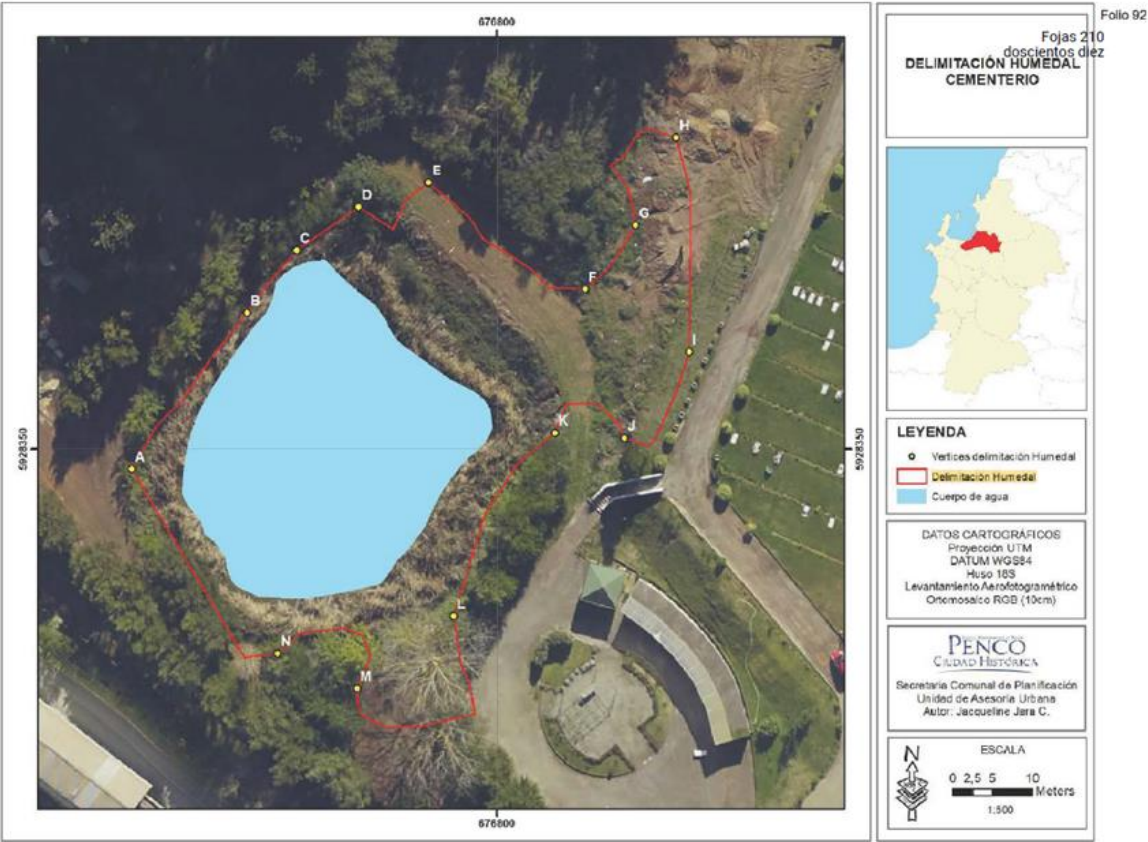 Folio 92
Fojas 210
doscientos diez
DELIMITACIÓN HUMEDAL
CEMENTERIO
676800
5928350
5928350
676800
A
B
C
D
E
F
G
H
I
J
K
L
M
N
LEYENDA
Vertices delimitación Humedal
Delimitación Humedal
Cuerpo de agua
DATOS CARTOGRÁFICOS
Proyección UTM
DATUM WGS84
Huso 18S
Levantamiento Aerofotogramétrico
Ortomosaico RGB (10cm)
PENCO
CIUDAD HISTÓRICA
Secretaria Comunal de Planificación
Unidad de Asesoría Urbana
Autor: Jacqueline Jara C.
N
ESCALA
0 2,5 5 10
Meters
1:500